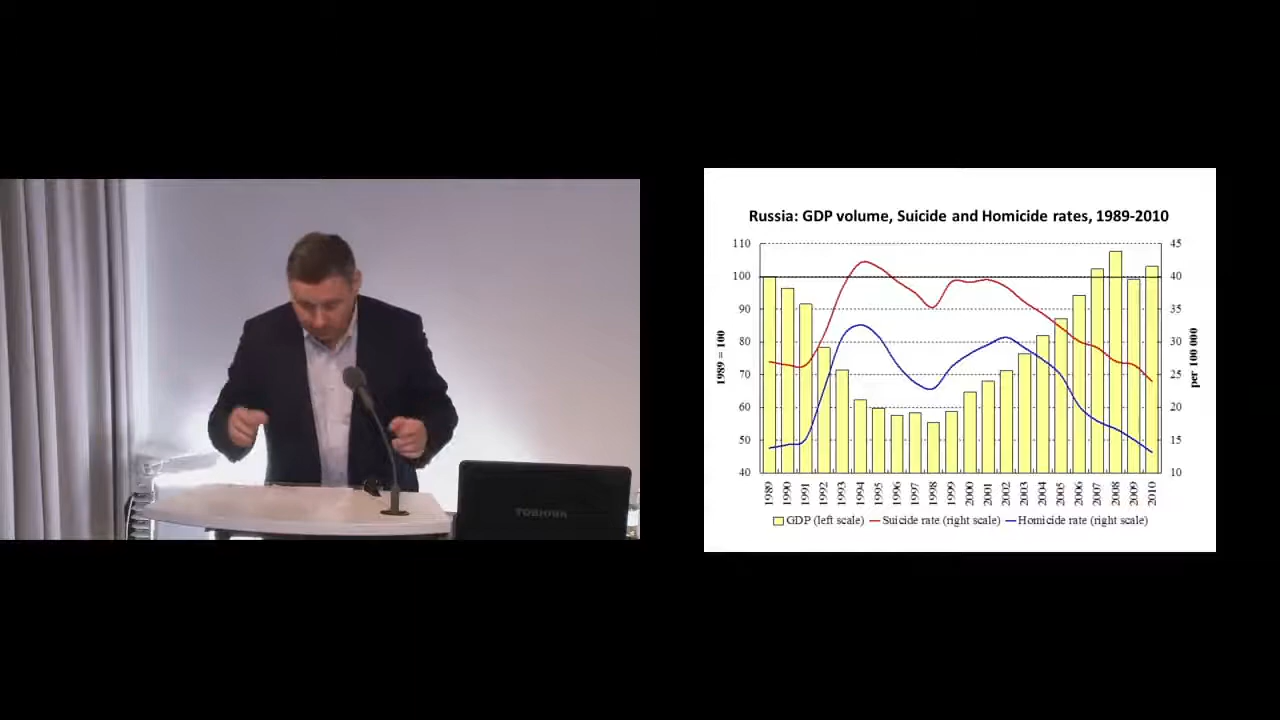 TOSHIBA
Russia: GDP volume, Suicide and Homicide rates, 1989-2010
110
100
90
80
70
60
50
40
1989 = 100
45
40
35
30
25
20
15
10
per 100 000
1989 1990 1991 1992 1993 1994 1995 1996 1997 1998 1999 2000 2001 2002 2003 2004 2005 2006 2007 2008 2009 2010
GDP (left scale) Suicide rate (right scale) Homicide rate (right scale)